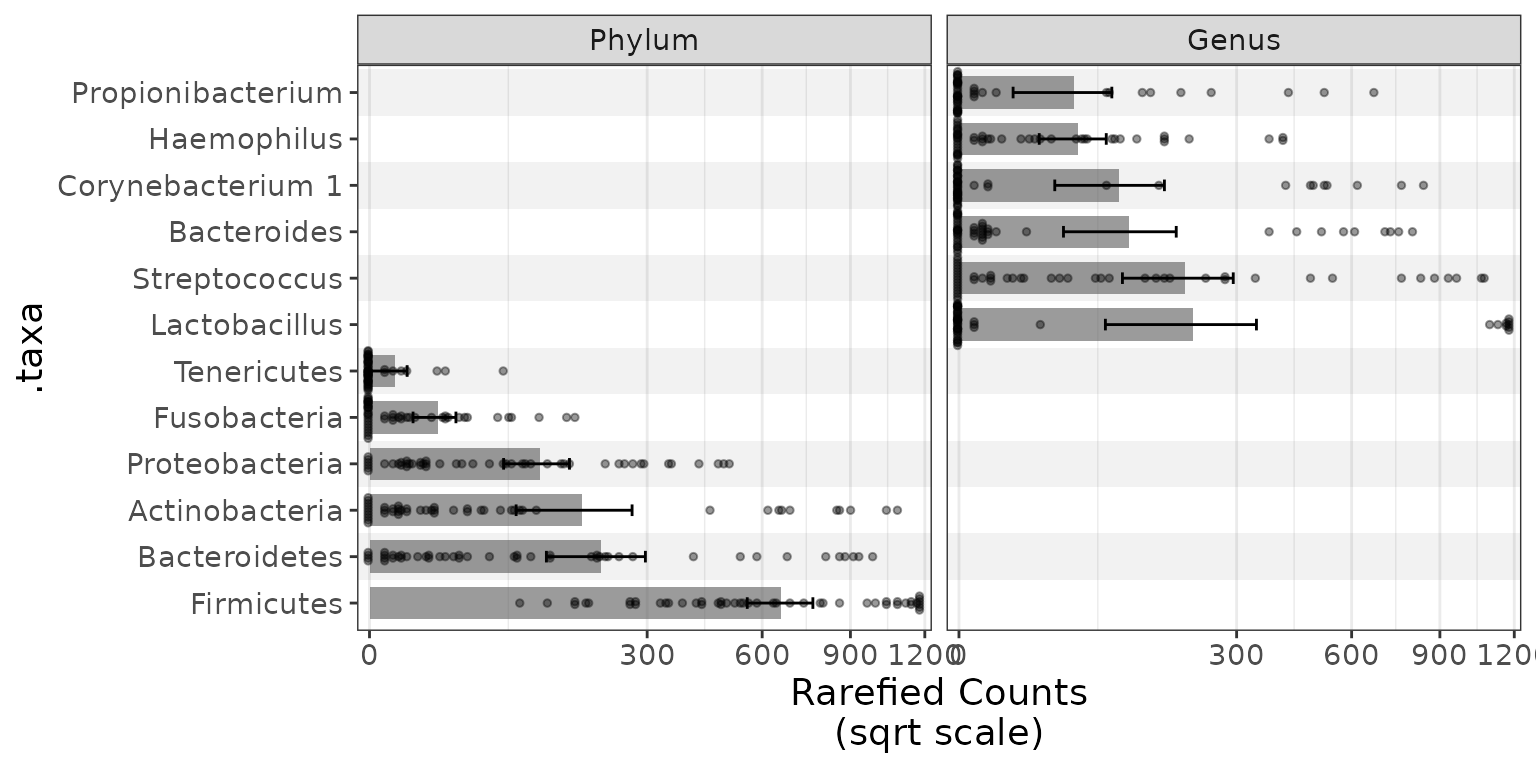 Phylum
Genus
Propionibacterium
Haemophilus
Corynebacterium 1
Bacteroides
Streptococcus
Lactobacillus
Tenericutes
Fusobacteria
Proteobacteria
Actinobacteria
Bacteroidetes
Firmicutes
.taxa
0 300 600 900 1200
0 300 600 900 120
Rarefied Counts
(sqrt scale)